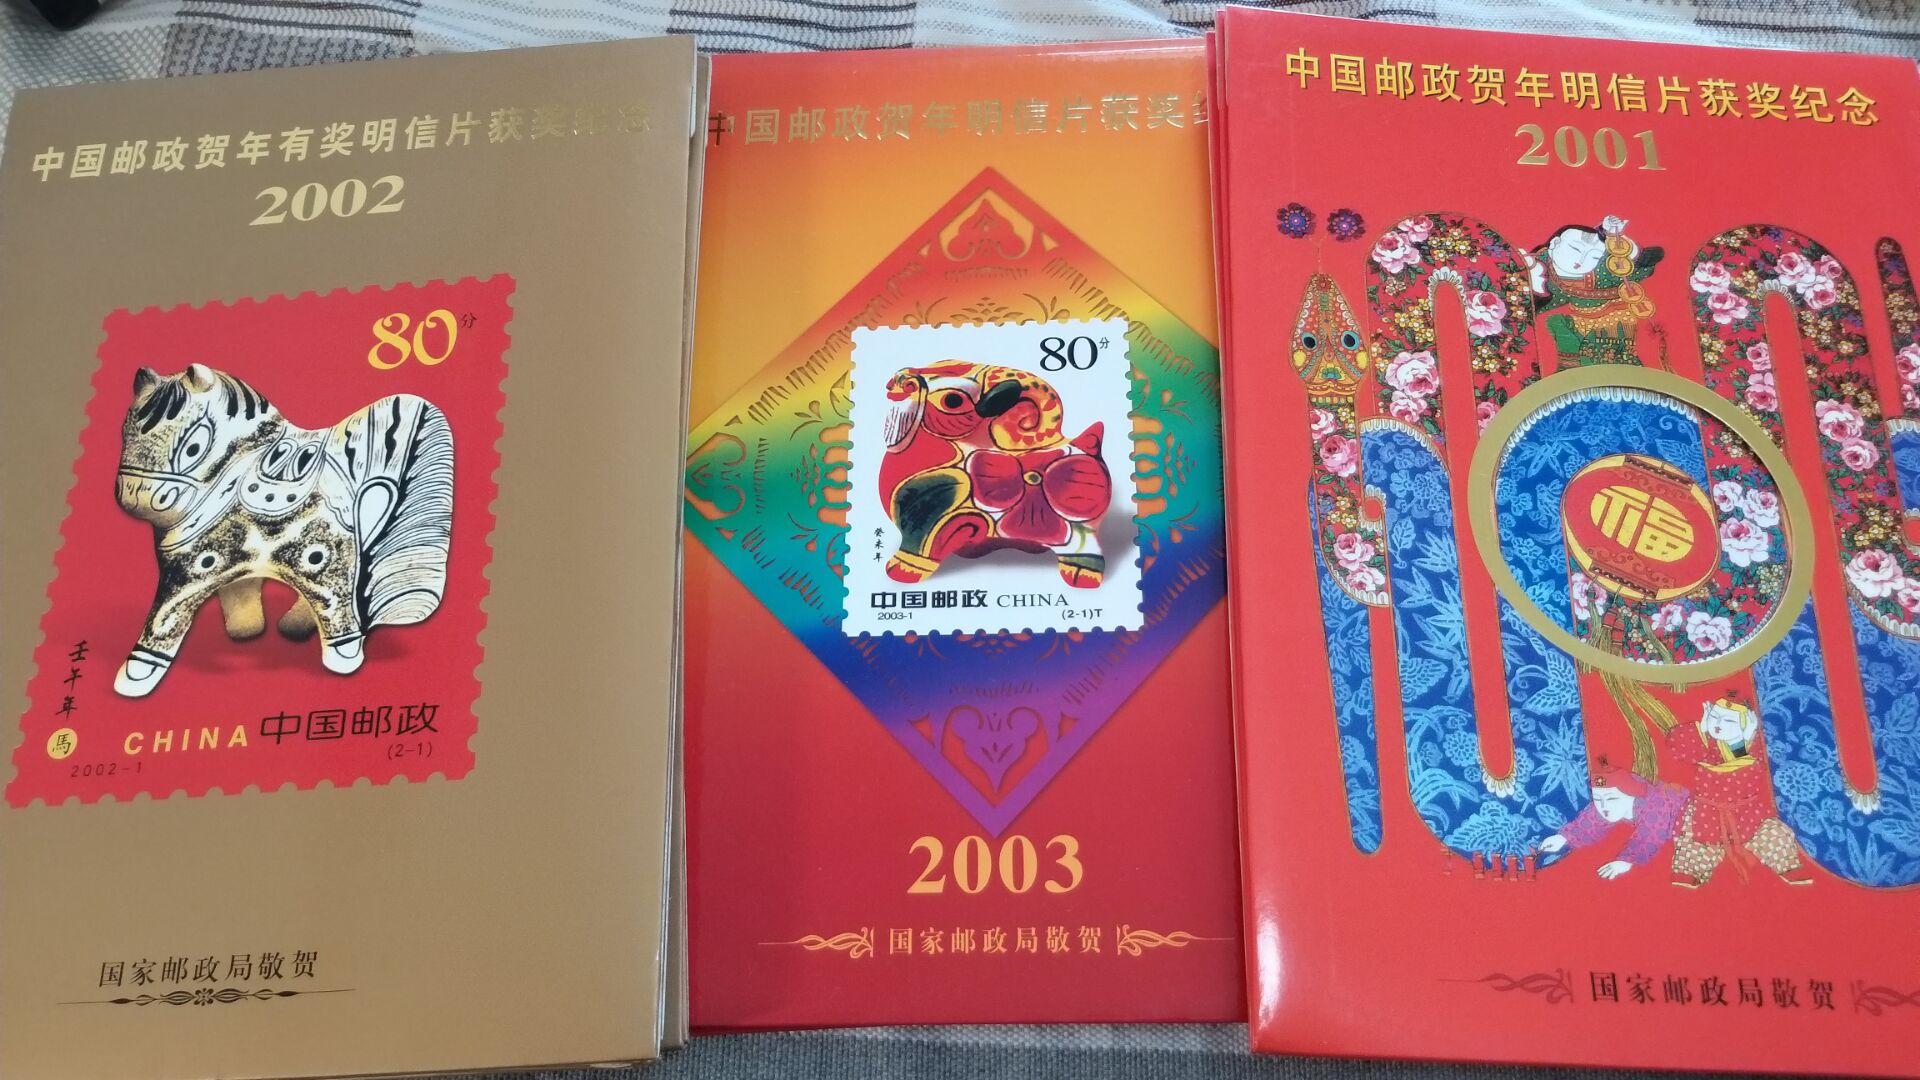 中国邮政贺年有奖明信片获奖纪念
2002
80分
壬午年
馬
CHINA 中国邮政
2002-1
(2-1)
国家邮政局敬贺
中国邮政贺年明信片获奖
80分
癸未年
中国邮政 CHINA
2003-1
(2-1)T
2003
国家邮政局敬贺
中国邮政贺年明信片获奖纪念
2001
福
国家邮政局敬贺